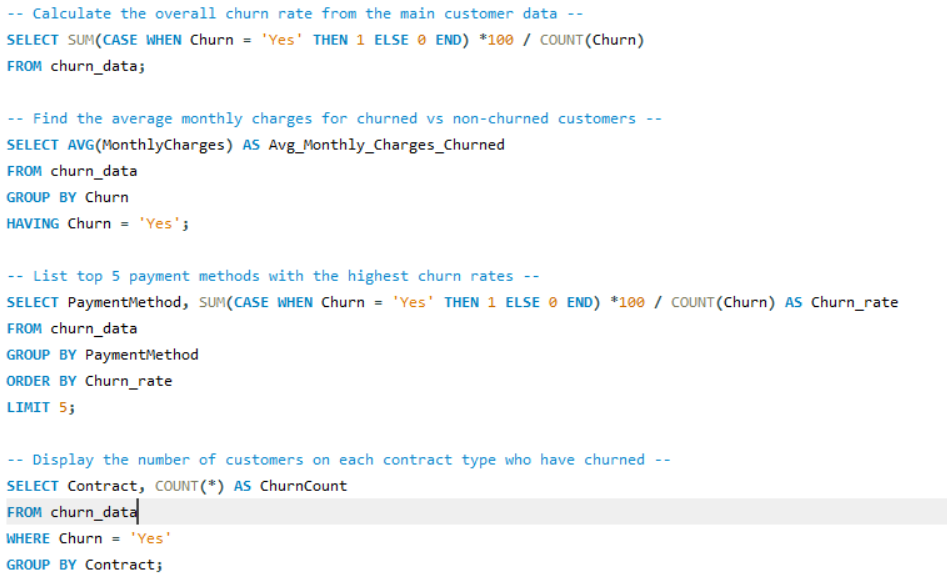 -- Calculate the overall churn rate from the main customer data --
SELECT SUM(CASE WHEN Churn = 'Yes' THEN 1 ELSE 0 END) *100 / COUNT(Churn)
FROM churn_data;
-- Find the average monthly charges for churned vs non-churned customers --
SELECT AVG(MonthlyCharges) AS Avg_Monthly_Charges_Churned
FROM churn_data
GROUP BY Churn
HAVING Churn = 'Yes';
-- List top 5 payment methods with the highest churn rates --
SELECT PaymentMethod, SUM(CASE WHEN Churn = 'Yes' THEN 1 ELSE 0 END) *100 / COUNT(Churn) AS Churn_rate
FROM churn_data
GROUP BY PaymentMethod
ORDER BY Churn_rate
LIMIT 5;
-- Display the number of customers on each contract type who have churned --
SELECT Contract, COUNT(*) AS ChurnCount
FROM churn_data
WHERE Churn = 'Yes'
GROUP BY Contract;